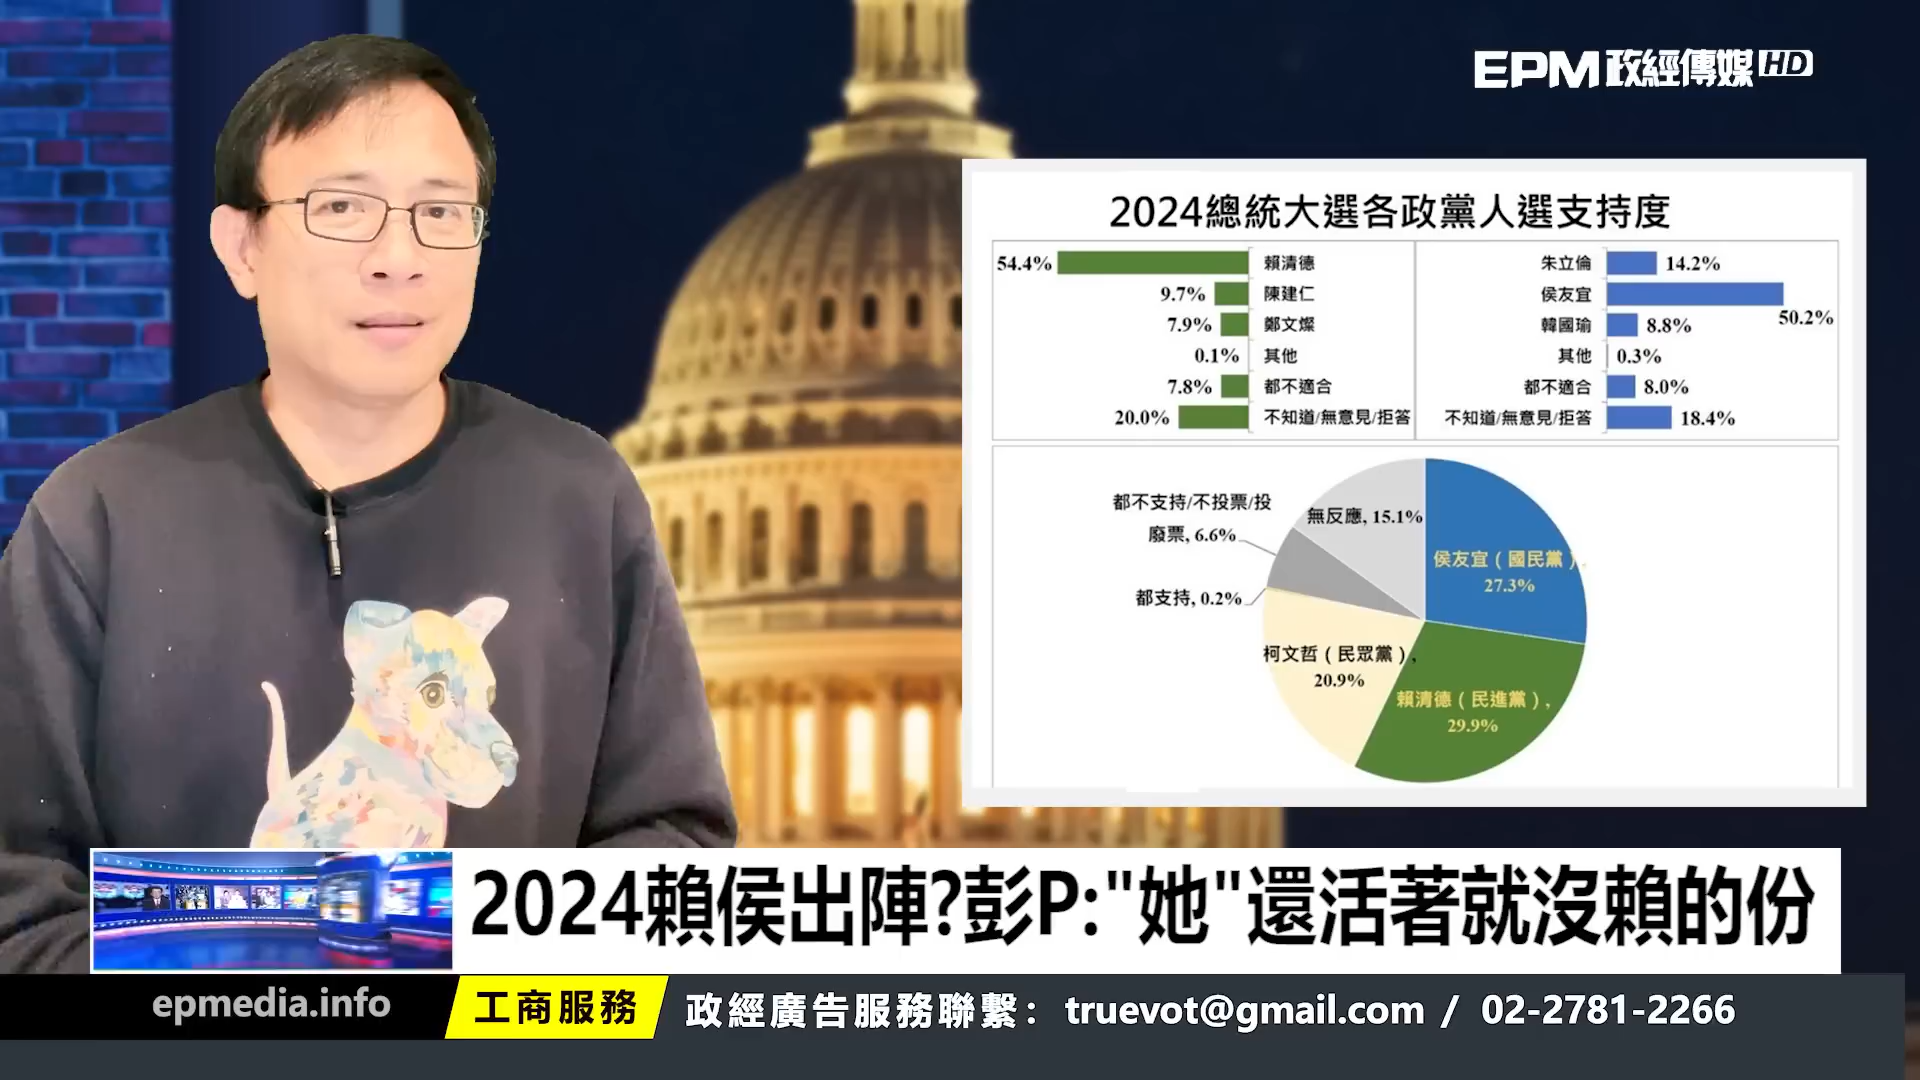 EPM政經傳媒HD
2024總統大選各政黨人選支持度
54.4% 賴清德
9.7% 陳建仁
7.9% 鄭文燦
0.1% 其他
7.8% 都不適合
20.0% 不知道/無意見/拒答
朱立倫 14.2%
侯友宜 50.2%
韓國瑜 8.8%
其他 0.3%
都不適合 8.0%
不知道/無意見/拒答 18.4%
都不支持/不投票/投
廢票, 6.6%
無反應, 15.1%
侯友宜（國民黨）,
27.3%
都支持, 0.2%
柯文哲（民眾黨）,
20.9%
賴清德（民進黨）,
29.9%
2024賴侯出陣?彭P:"她"還活著就沒賴的份
epmedia.info
工商服務
政經廣告服務聯繫：truevot@gmail.com / 02-2781-2266